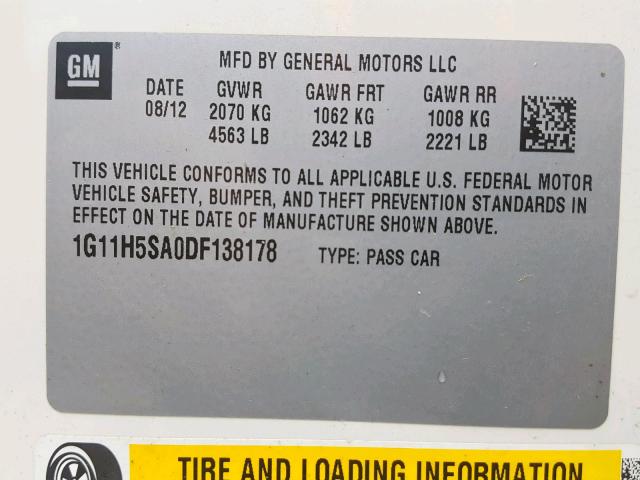 GM
MFD BY GENERAL MOTORS LLC
DATE GVWR GAWR FRT GAWR RR
08/12 2070 KG 1062 KG 1008 KG
4563 LB 2342 LB 2221 LB
THIS VEHICLE CONFORMS TO ALL APPLICABLE U.S. FEDERAL MOTOR
VEHICLE SAFETY, BUMPER, AND THEFT PREVENTION STANDARDS IN
EFFECT ON THE DATE OF MANUFACTURE SHOWN ABOVE.
1G11H5SA0DF138178 TYPE: PASS CAR
TIRE AND LOADING INFORMATION